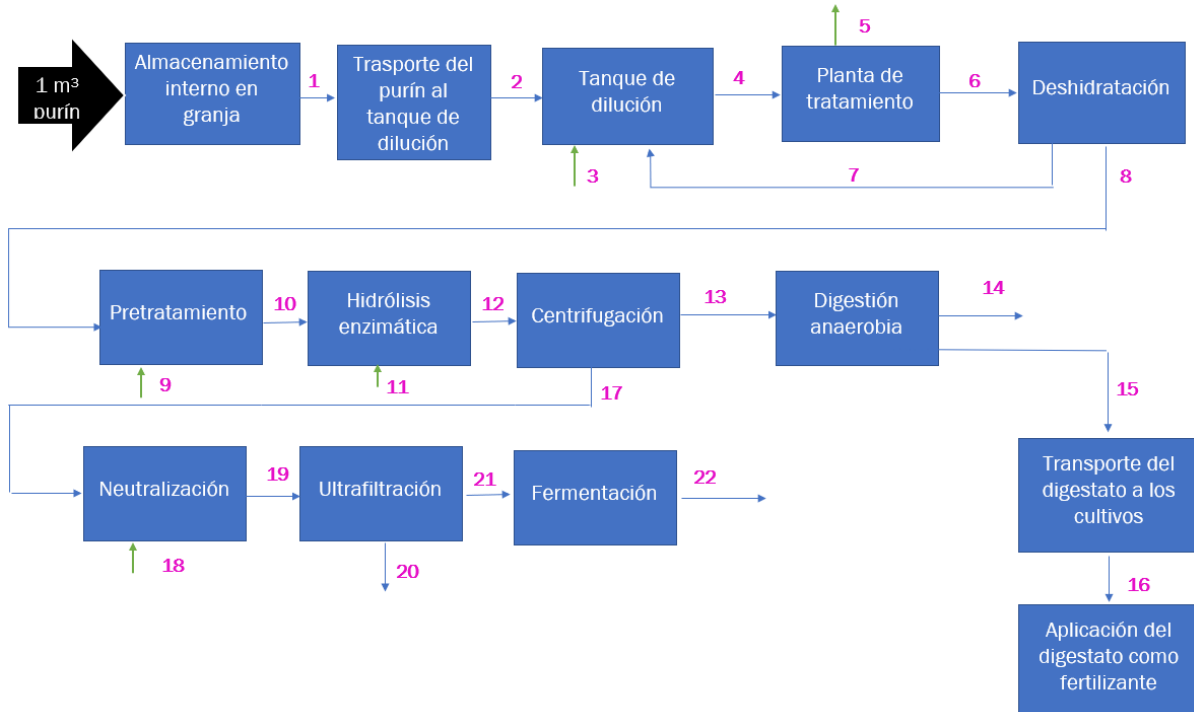 1 m³
purín
Almacenamiento
interno en
granja
1
Trasporte del
purín al
tanque de
dilución
2
Tanque de
dilución
3
4
Planta de
tratamiento
5
6
Deshidratación
7
8
Pretratamiento
9
10
Hidrólisis
enzimática
11
12
Centrifugación
13
Digestión
anaerobia
14
15
17
Neutralización
18
19
Ultrafiltración
20
21
Fermentación
22
Transporte del
digestato a los
cultivos
16
Aplicación del
digestato como
fertilizante